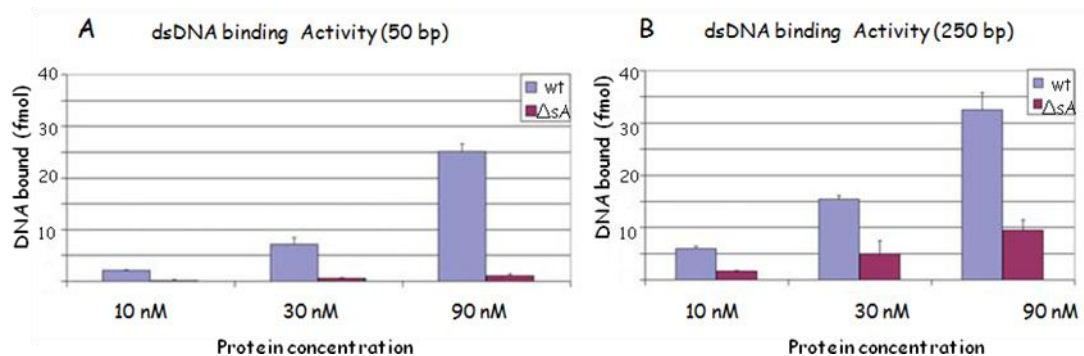 A dsDNA binding Activity (50 bp)
40
30
20
10
DNA bound (fmol)
wt
ΔsA
10 nM 30 nM 90 nM
Protein concentration
B dsDNA binding Activity (250 bp)
40
30
20
10
DNA bound (fmol)
wt
ΔsA
10 nM 30 nM 90 nM
Protein concentration